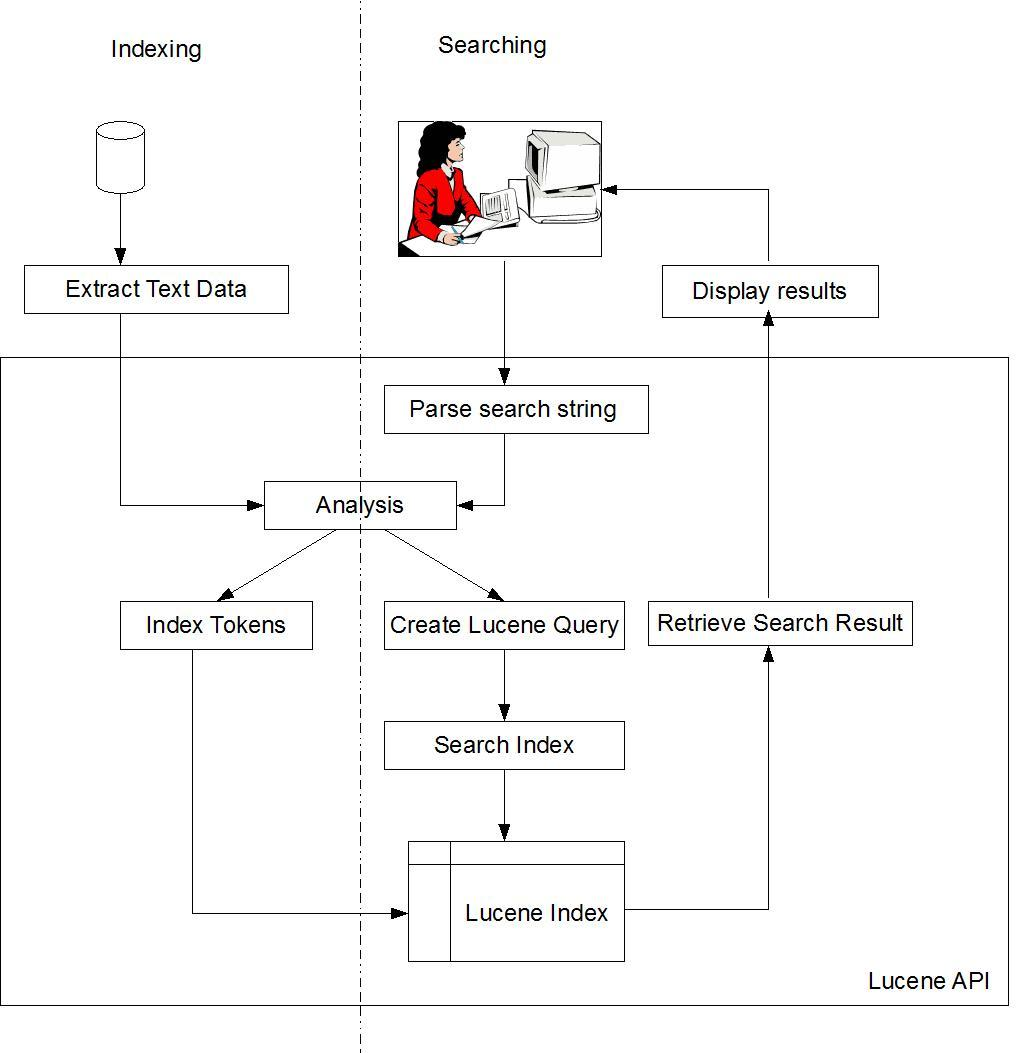 Indexing
Searching
Extract Text Data
Display results
Parse search string
Analysis
Index Tokens
Create Lucene Query
Retrieve Search Result
Search Index
Lucene Index
Lucene API